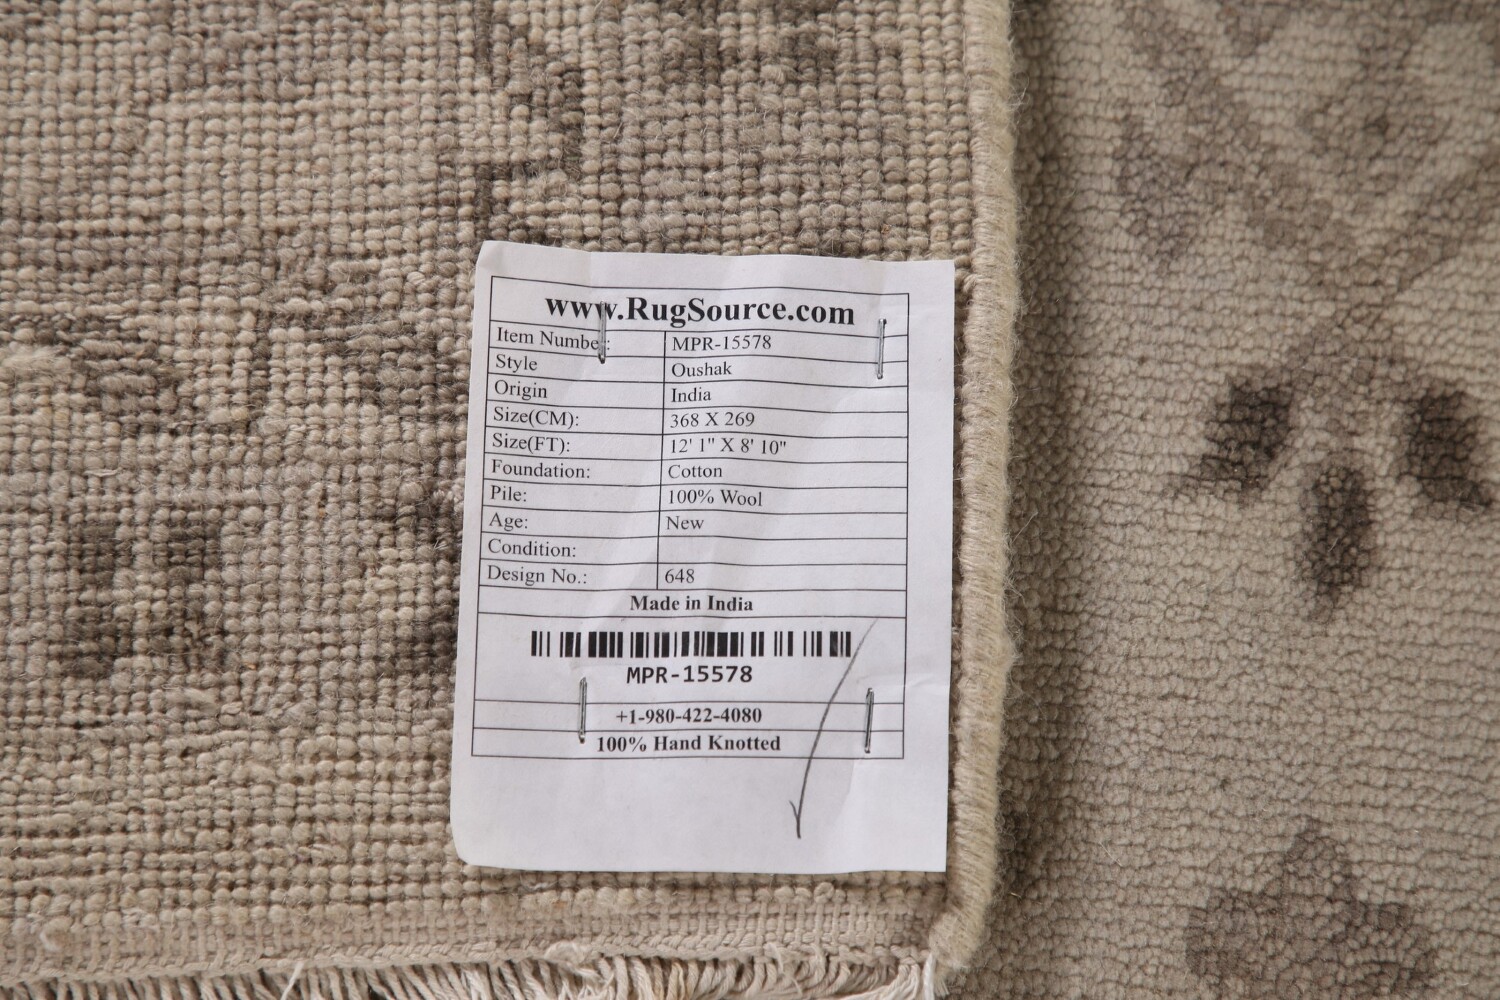 www.RugSource.com
Item Number: MPR-15578
Style Oushak
Origin India
Size(CM): 368 X 269
Size(FT): 12' 1" X 8' 10"
Foundation: Cotton
Pile: 100% Wool
Age: New
Condition:
Design No.: 648
Made in India
MPR-15578
+1-980-422-4080
100% Hand Knotted